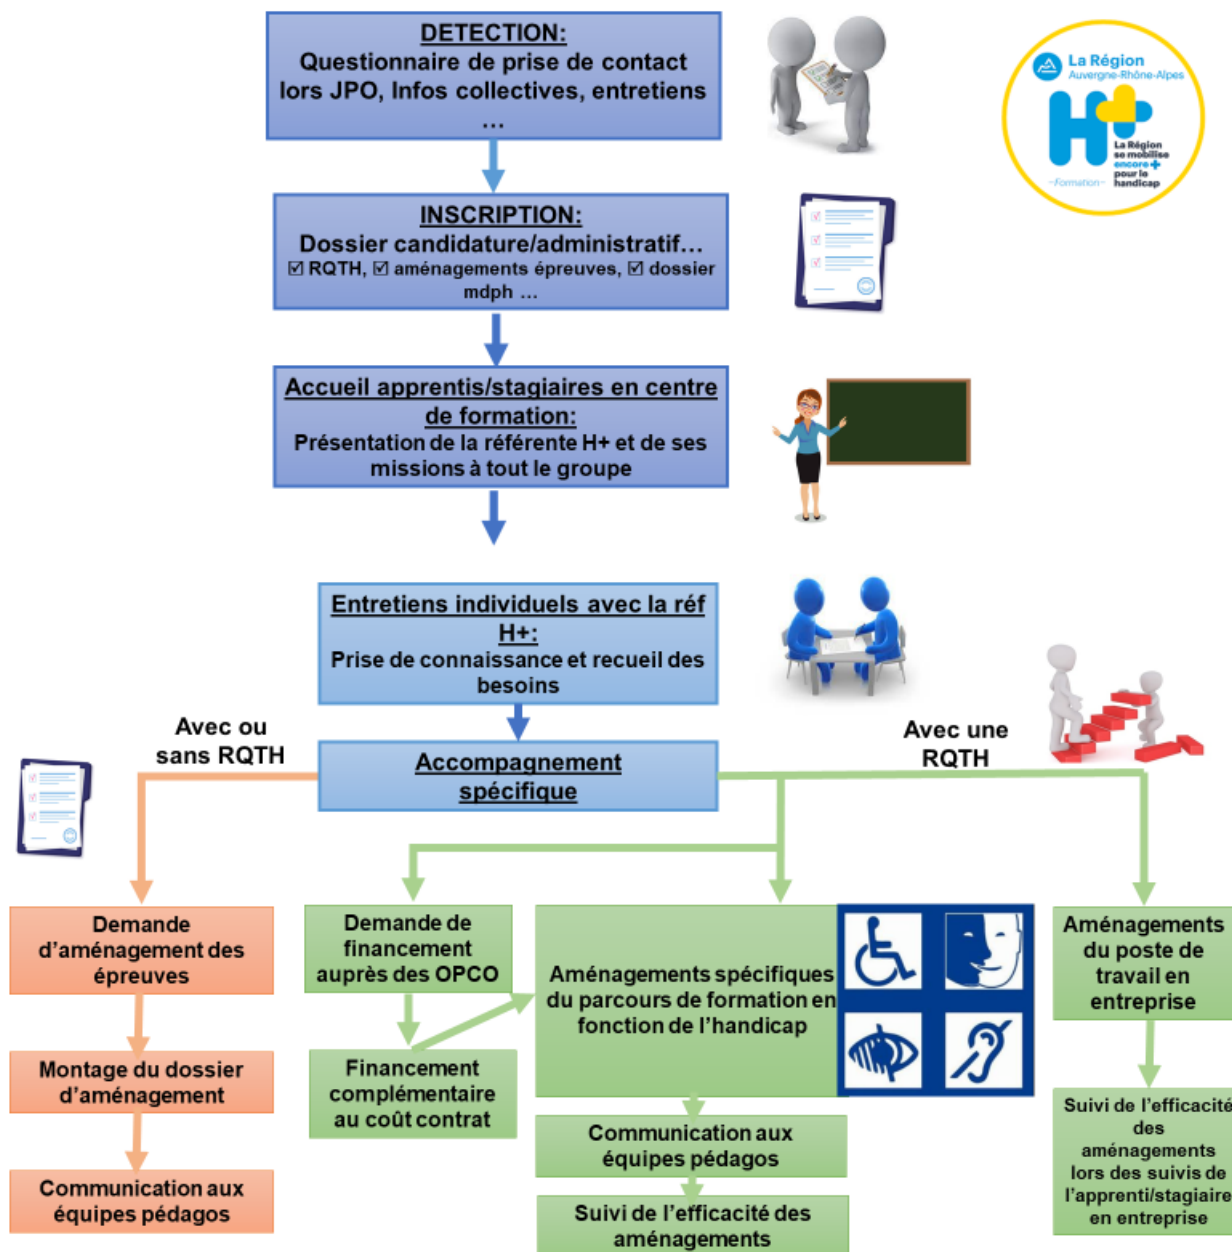 DETECTION:
Questionnaire de prise de contact
lors JPO, Infos collectives, entretiens
…
La Région
Auvergne-Rhône-Alpes
H+
La Région
se mobilise
encore +
pour le
handicap
-Formation-
INSCRIPTION:
Dossier candidature/administratif…
☑ RQTH, ☑ aménagements épreuves, ☑ dossier
mdph …
Accueil apprentis/stagiaires en centre
de formation:
Présentation de la référente H+ et de ses
missions à tout le groupe
Entretiens individuels avec la réf
H+:
Prise de connaissance et recueil des
besoins
Avec ou
sans RQTH
Accompagnement
spécifique
Avec une
RQTH
Demande
d'aménagement des
épreuves
Montage du dossier
d'aménagement
Communication aux
équipes pédagos
Demande de
financement
auprès des OPCO
Financement
complémentaire
au coût contrat
Aménagements spécifiques
du parcours de formation en
fonction de l'handicap
Communication aux
équipes pédagos
Suivi de l'efficacité des
aménagements
Aménagements
du poste de
travail en
entreprise
Suivi de l'efficacité
des
aménagements
lors des suivis de
l'apprenti/stagiaire
en entreprise